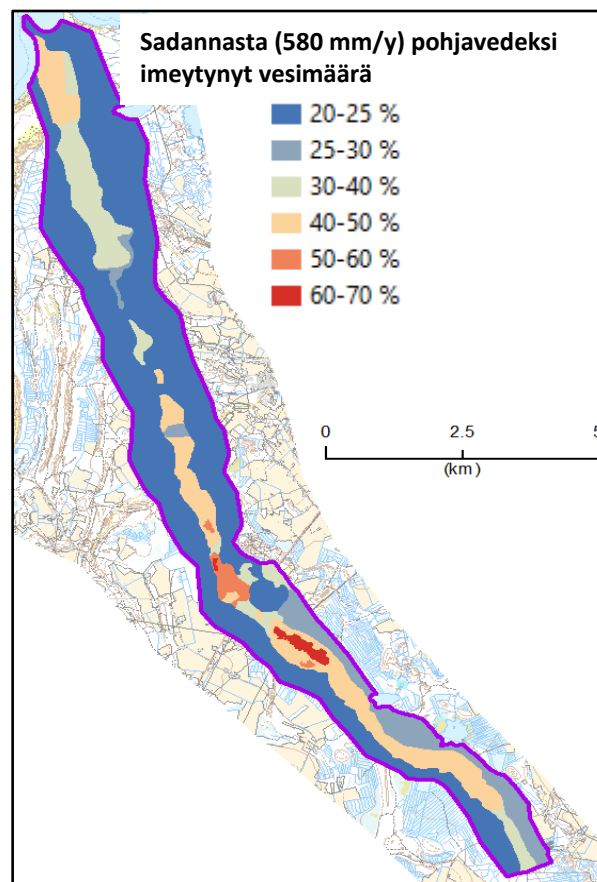 Sadannasta (580 mm/y) pohjavedeksi
imeytynyt vesimäärä
20-25 %
25-30 %
30-40 %
40-50 %
50-60 %
60-70 %
0 2.5 5
(km)